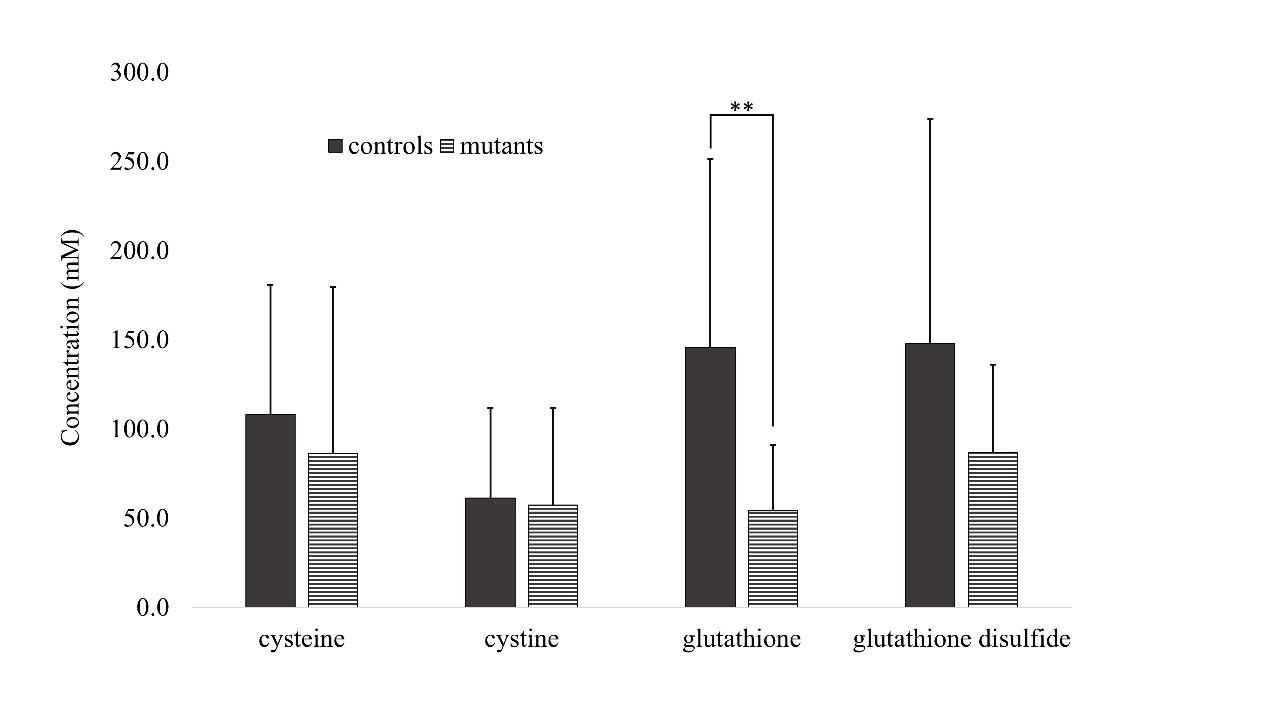 300.0
**
controls mutants
250.0
200.0
150.0
100.0
50.0
0.0
Concentration (mM)
cysteine cystine glutathione glutathione disulfide